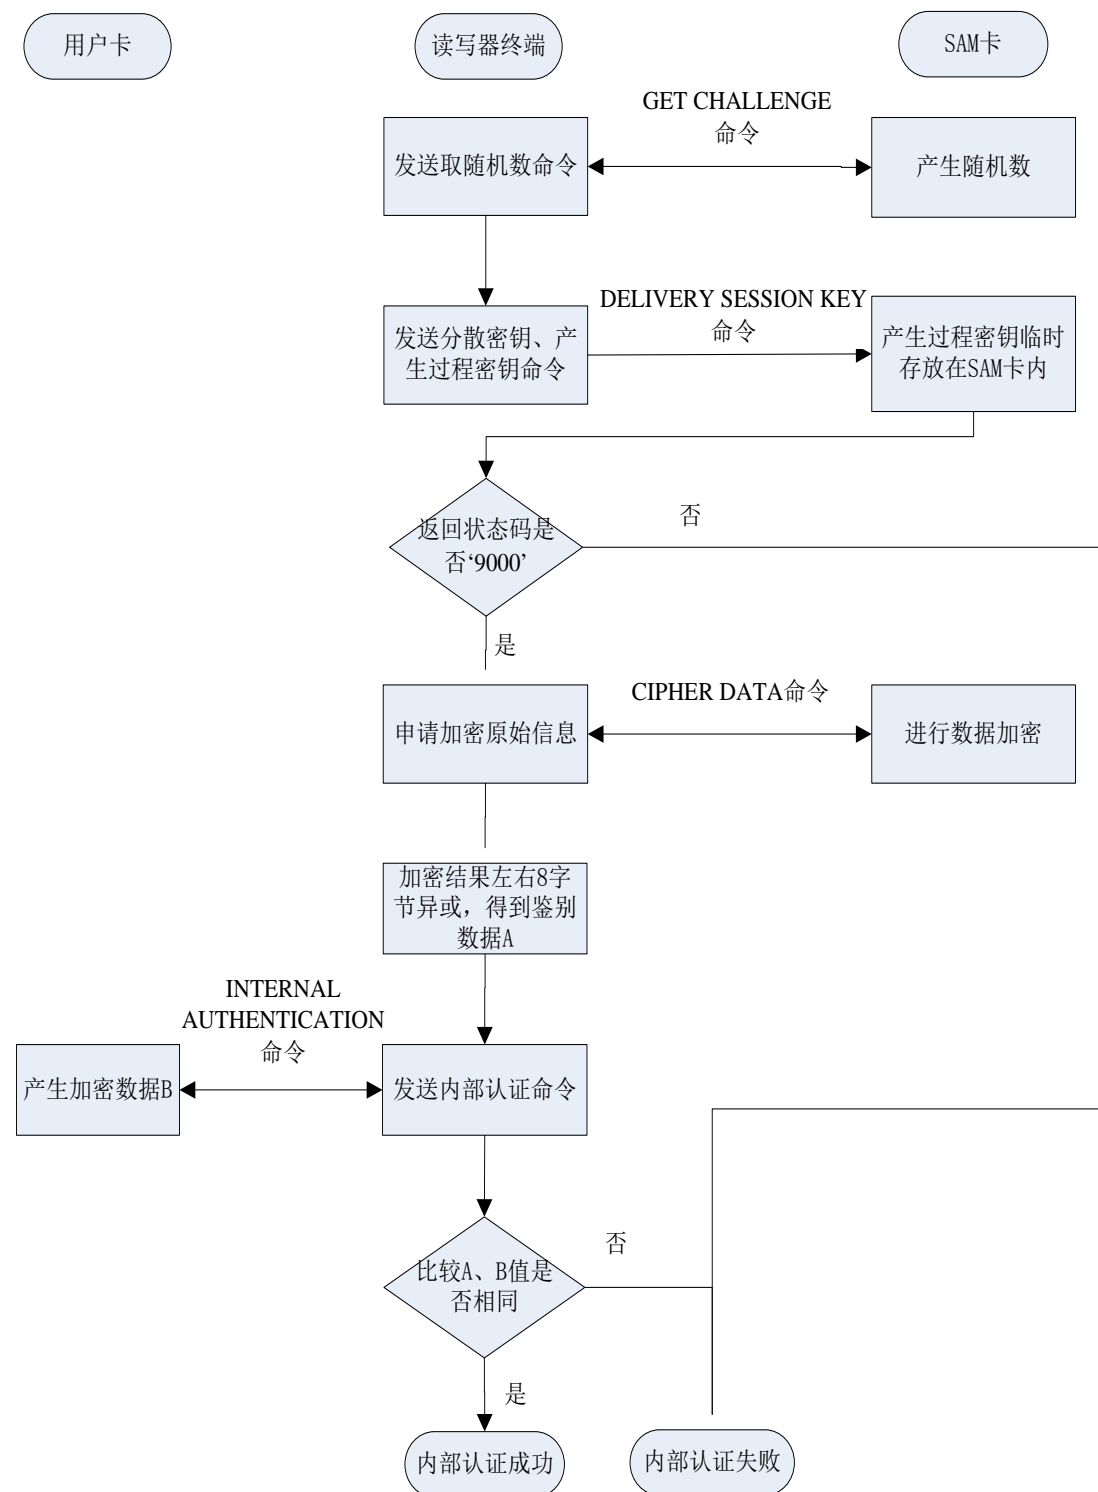 用户卡
读写器终端
SAM卡
GET CHALLENGE
命令
发送取随机数命令
产生随机数
DELIVERY SESSION KEY
命令
发送分散密钥、产
生过程密钥命令
产生过程密钥临时
存放在SAM卡内
返回状态码是
否‘9000’
否
是
CIPHER DATA命令
申请加密原始信息
进行数据加密
加密结果左右8字
节异或，得到鉴别
数据A
INTERNAL
AUTHENTICATION
命令
产生加密数据B
发送内部认证命令
比较A、B值是
否相同
否
是
内部认证成功
内部认证失败